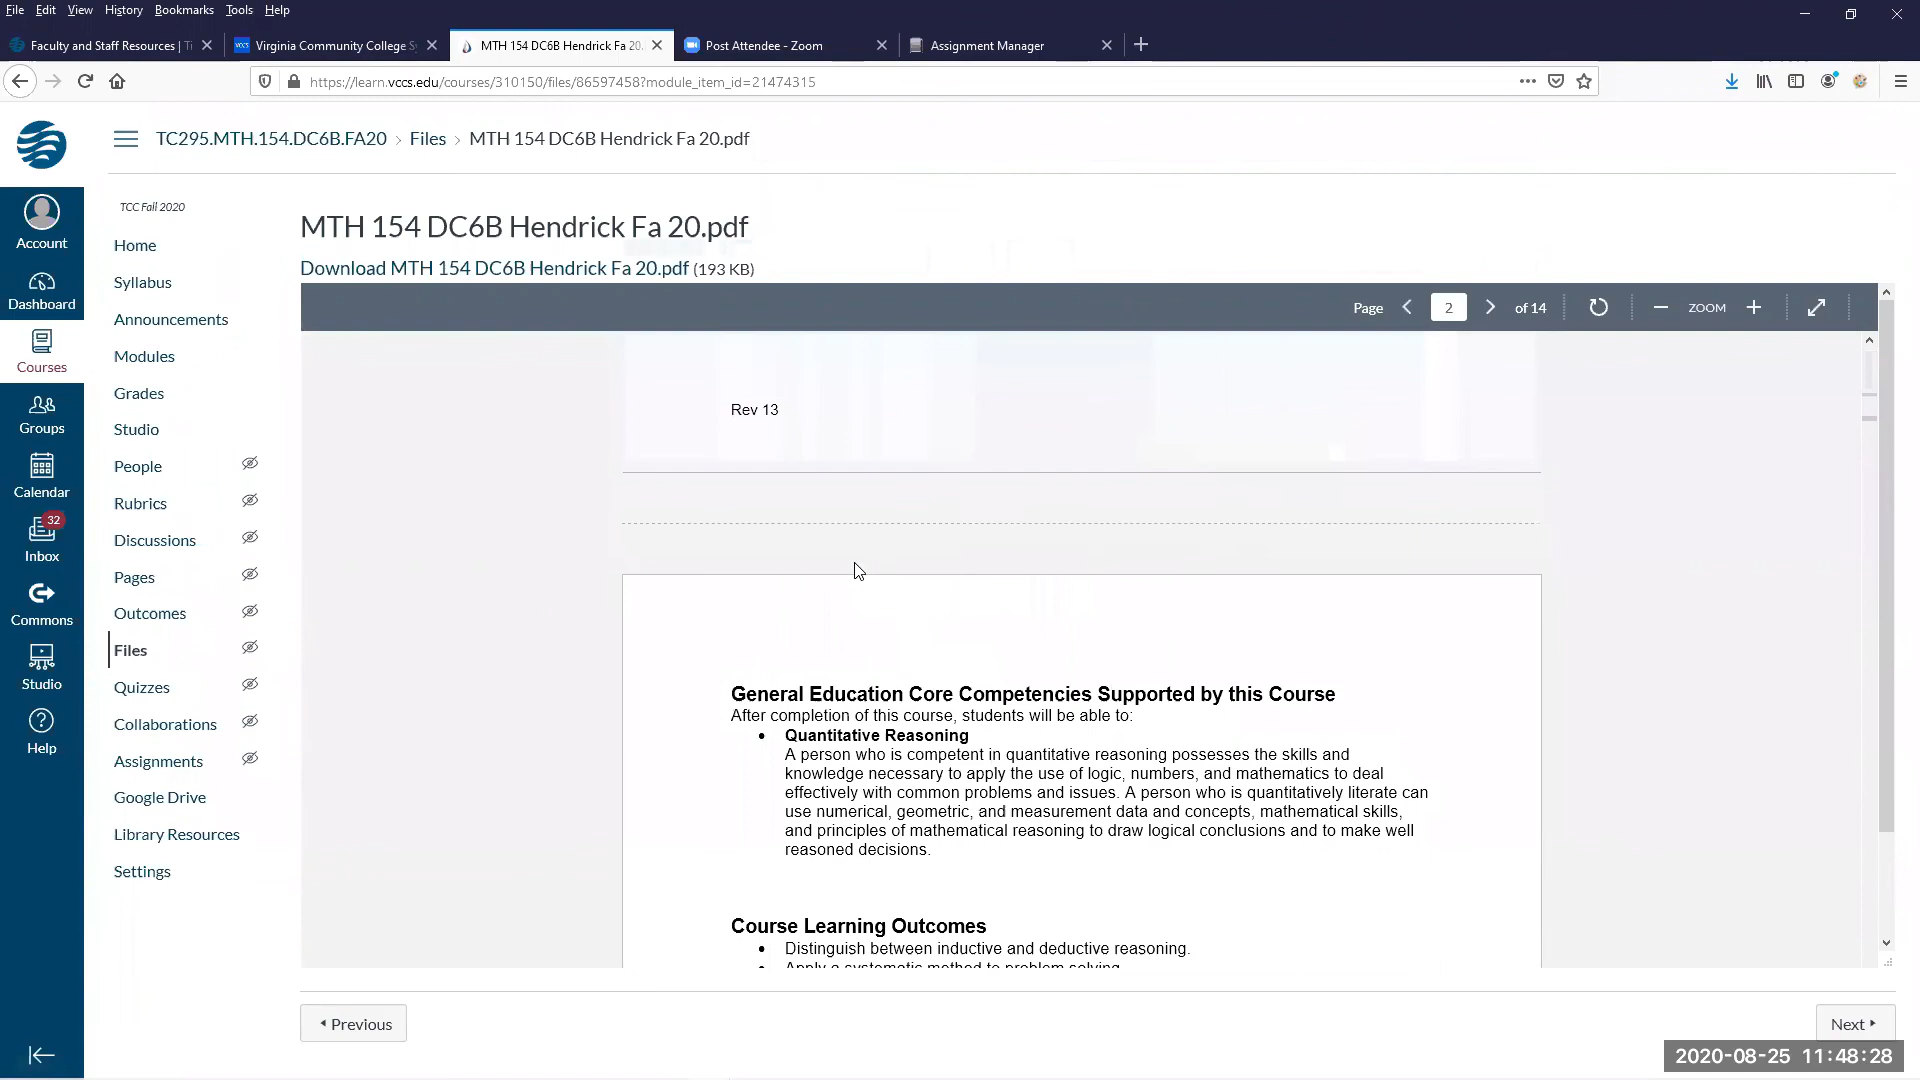 File Edit View History Bookmarks Tools Help
Faculty and Staff Resources | Ti
Virginia Community College Sy
MTH 154 DC6B Hendrick Fa 20.
Post Attendee - Zoom
Assignment Manager
https://learn.vccs.edu/courses/310150/files/86597458?module_item_id=21474315
TC295.MTH.154.DC6B.FA20 › Files › MTH 154 DC6B Hendrick Fa 20.pdf
Account
Dashboard
Courses
Groups
Calendar
32
Inbox
Commons
Studio
Help
TCC Fall 2020
Home
Syllabus
Announcements
Modules
Grades
Studio
People
Rubrics
Discussions
Pages
Outcomes
Files
Quizzes
Collaborations
Assignments
Google Drive
Library Resources
Settings
MTH 154 DC6B Hendrick Fa 20.pdf
Download MTH 154 DC6B Hendrick Fa 20.pdf (193 KB)
Page 2 of 14 ZOOM
Rev 13
General Education Core Competencies Supported by this Course
After completion of this course, students will be able to:
• Quantitative Reasoning
A person who is competent in quantitative reasoning possesses the skills and
knowledge necessary to apply the use of logic, numbers, and mathematics to deal
effectively with common problems and issues. A person who is quantitatively literate can
use numerical, geometric, and measurement data and concepts, mathematical skills,
and principles of mathematical reasoning to draw logical conclusions and to make well
reasoned decisions.
Course Learning Outcomes
• Distinguish between inductive and deductive reasoning.
• Apply a systematic method to problem solving.
Previous
Next
2020-08-25 11:48:28